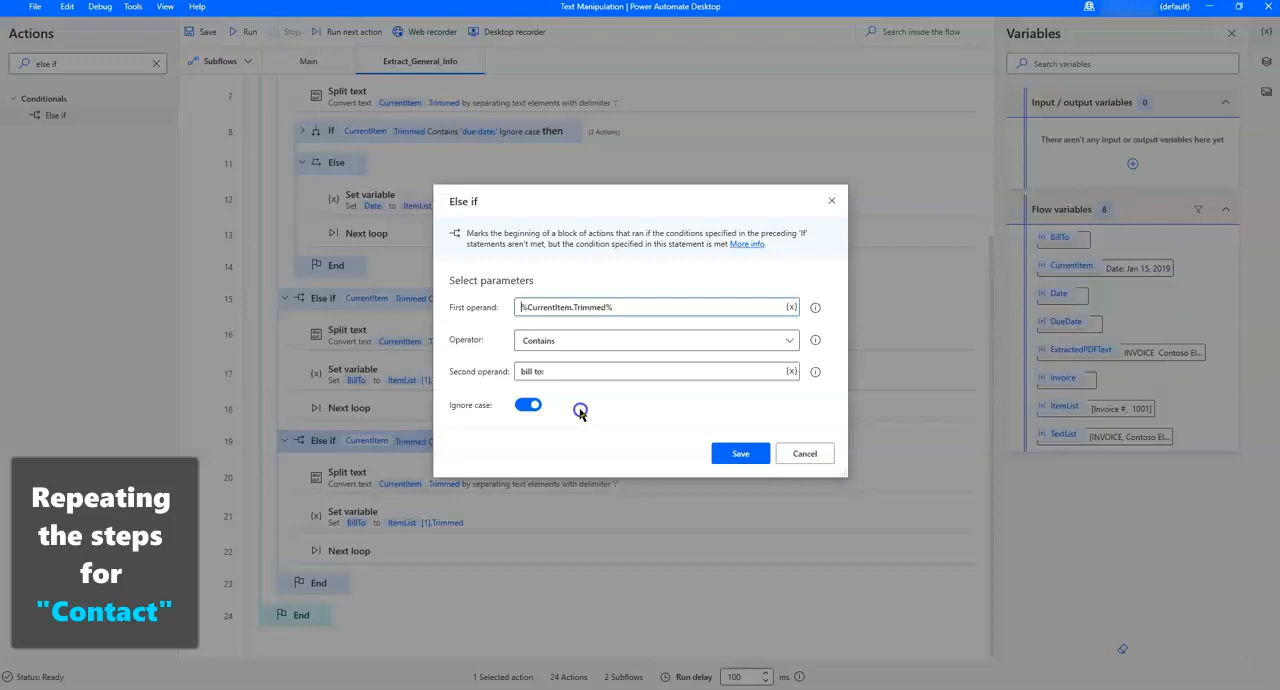 File Edit Debug Tools View Help
Text Manipulation | Power Automate Desktop
(default)
Actions
else if
Conditionals
Else if
Save Run Stop Run next action Web recorder Desktop recorder
Search inside the flow
Subflows Main Extract_General_Info
7 Split text
Convert text CurrentItem .Trimmed by separating text elements with delimiter ':'
8 If CurrentItem .Trimmed Contains 'due date:' Ignore case then (2 Actions)
11 Else
12 Set variable
Set Date to ItemList
13 Next loop
14 End
15 Else if CurrentItem .Trimmed C
16 Split text
Convert text CurrentItem
17 Set variable
Set Invoice to ItemList [1]
18 Next loop
19 Else if CurrentItem .Trimmed C
20 Split text
Convert text CurrentItem .Trimmed by separating text elements with delimiter ':'
21 Set variable
Set BillTo to ItemList [1].Trimmed
22 Next loop
23 End
24 End
Else if
Marks the beginning of a block of actions that ran if the conditions specified in the preceding 'If'
statements aren't met, but the condition specified in this statement is met More info
Select parameters
First operand: %CurrentItem.Trimmed% {x}
Operator: Contains
Second operand: bill to: {x}
Ignore case:
Save Cancel
Variables
{x}
Search variables
Input / output variables 0
There aren't any input or output variables here yet
Flow variables 8
BillTo
CurrentItem Date: Jan 15, 2019
Date
DueDate
ExtractedPDFText INVOICE Contoso El...
Invoice
ItemList [Invoice #, 1001]
TextList [INVOICE, Contoso El...
Repeating
the steps
for
"Contact"
Status: Ready
1 Selected action 24 Actions 2 Subflows Run delay 100 ms